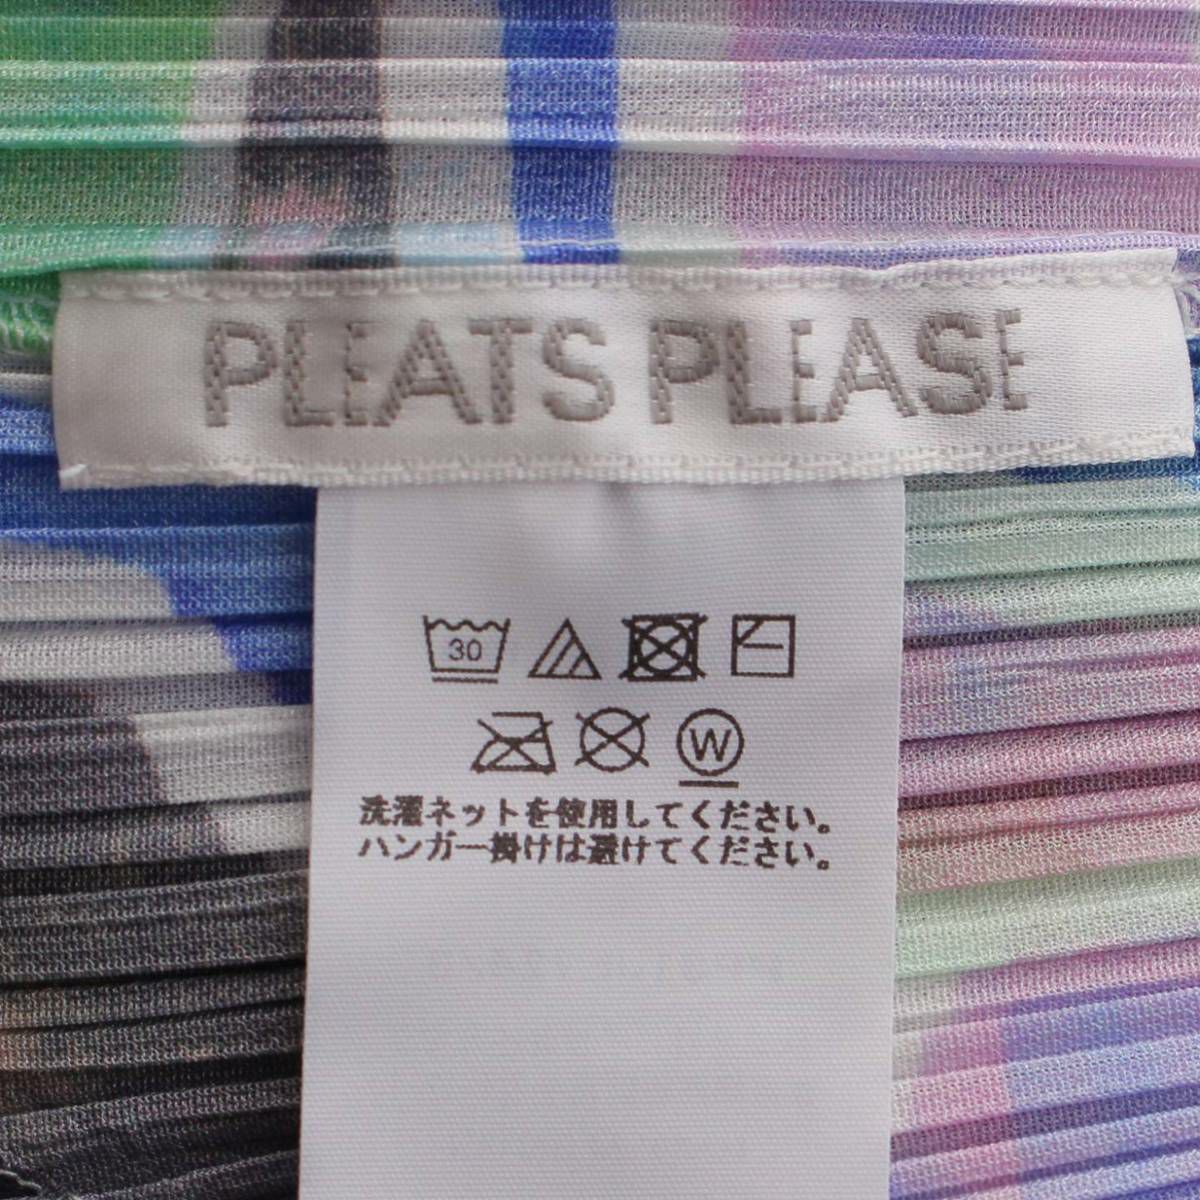 PLEATS PLEASE
30
W
洗濯ネットを使用してください。
ハンガー掛けは避けてください。